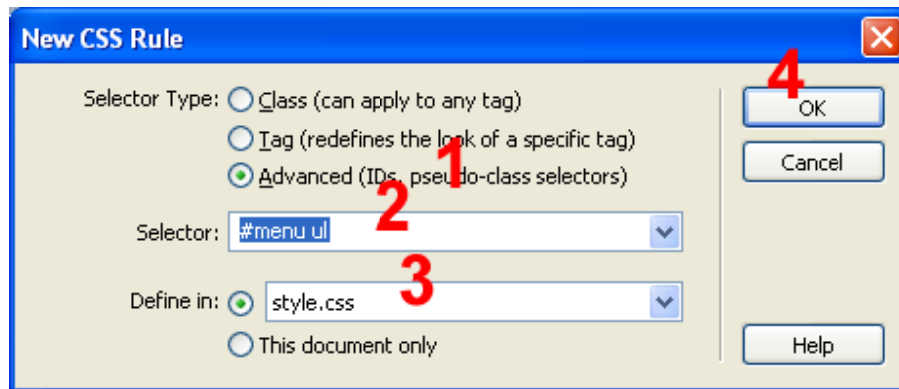 New CSS Rule
Selector Type: Class (can apply to any tag)
Tag (redefines the look of a specific tag)
Advanced (IDs, pseudo-class selectors)
Selector: #menu ul
Define in: style.css
This document only
OK
Cancel
Help
1
2
3
4